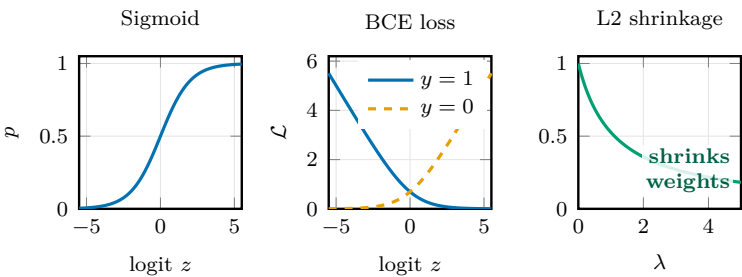 Sigmoid
1
0.5
0
−5
0
5
p
logit z
BCE loss
6
4
2
0
−5
0
5
ℒ
logit z
y = 1
y = 0
L2 shrinkage
1
0.5
0
0
2
4
λ
shrinks
weights